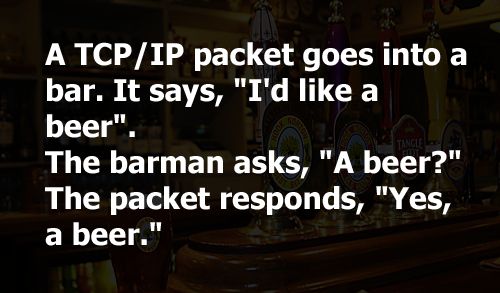 A TCP/IP packet goes into a
bar. It says, "I'd like a
beer".
The barman asks, "A beer?"
The packet responds, "Yes,
a beer."
TANGLE